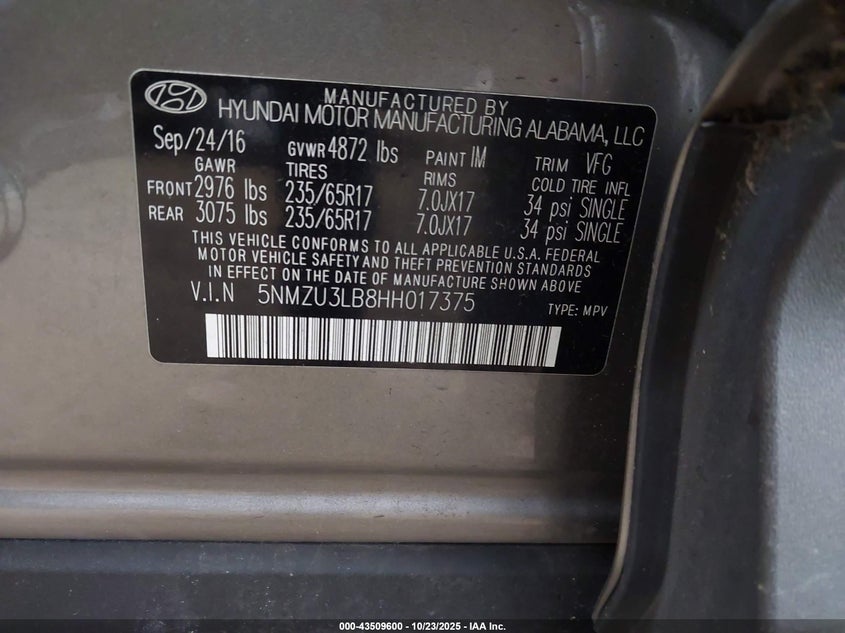 MANUFACTURED BY
HYUNDAI MOTOR MANUFACTURING ALABAMA, LLC
Sep/24/16 GVWR 4872 lbs PAINT IM TRIM VFG
GAWR TIRES RIMS COLD TIRE INFL
FRONT 2976 lbs 235/65R17 7.0JX17 34 psi SINGLE
REAR 3075 lbs 235/65R17 7.0JX17 34 psi SINGLE
THIS VEHICLE CONFORMS TO ALL APPLICABLE U.S.A. FEDERAL
MOTOR VEHICLE SAFETY AND THEFT PREVENTION STANDARDS
IN EFFECT ON THE DATE OF MANUFACTURE SHOWN ABOVE
V.I.N 5NMZU3LB8HH017375 TYPE: MPV
000-43509600 - 10/23/2025 - IAA Inc.